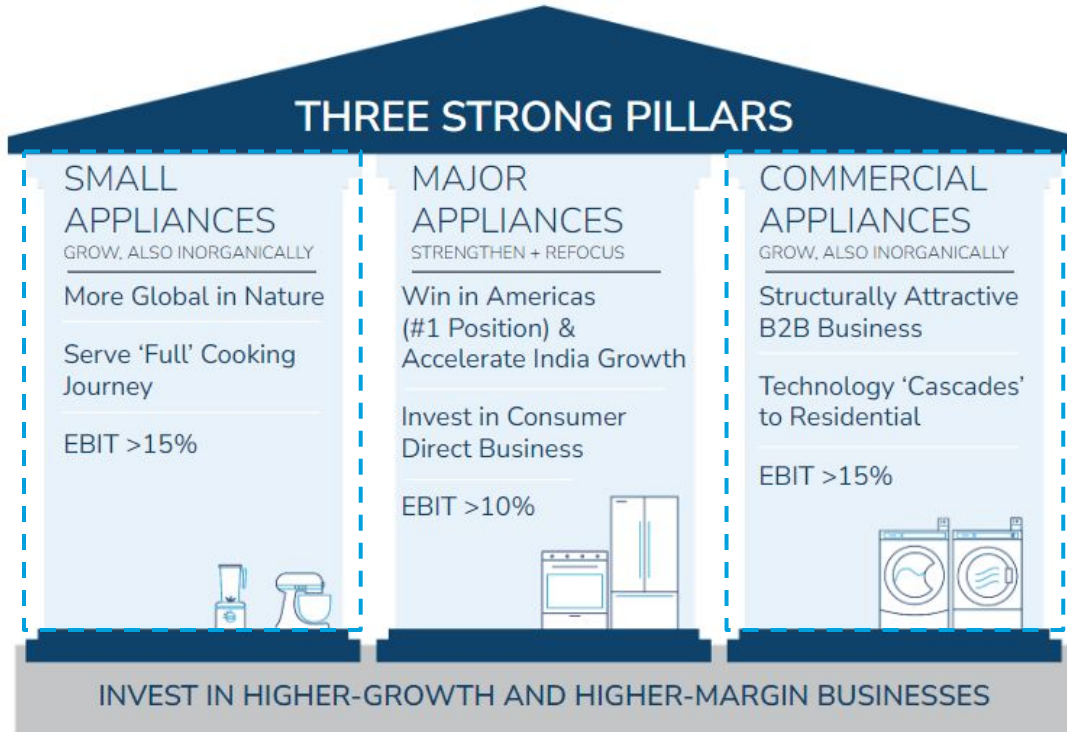 THREE STRONG PILLARS
SMALL
APPLIANCES
GROW, ALSO INORGANICALLY
More Global in Nature
Serve ‘Full’ Cooking
Journey
EBIT >15%
MAJOR
APPLIANCES
STRENGTHEN + REFOCUS
Win in Americas
(#1 Position) &
Accelerate India Growth
Invest in Consumer
Direct Business
EBIT >10%
COMMERCIAL
APPLIANCES
GROW, ALSO INORGANICALLY
Structurally Attractive
B2B Business
Technology ‘Cascades’
to Residential
EBIT >15%
INVEST IN HIGHER-GROWTH AND HIGHER-MARGIN BUSINESSES